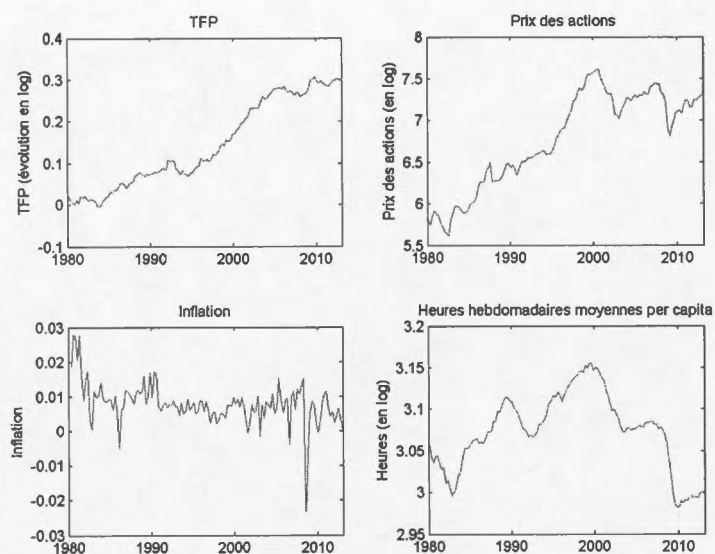 TFP
TFP (évolution en log)
0.4
0.3
0.2
0.1
0
-0.1
1980 1990 2000 2010
Prix des actions
Prix des actions (en log)
8
7.5
7
6.5
6
5.5
1980 1990 2000 2010
Inflation
Inflation
0.03
0.02
0.01
0
-0.01
-0.02
-0.03
1980 1990 2000 2010
Heures hebdomadaires moyennes per capita
Heures (en log)
3.2
3.15
3.1
3.05
3
2.95
1980 1990 2000 2010